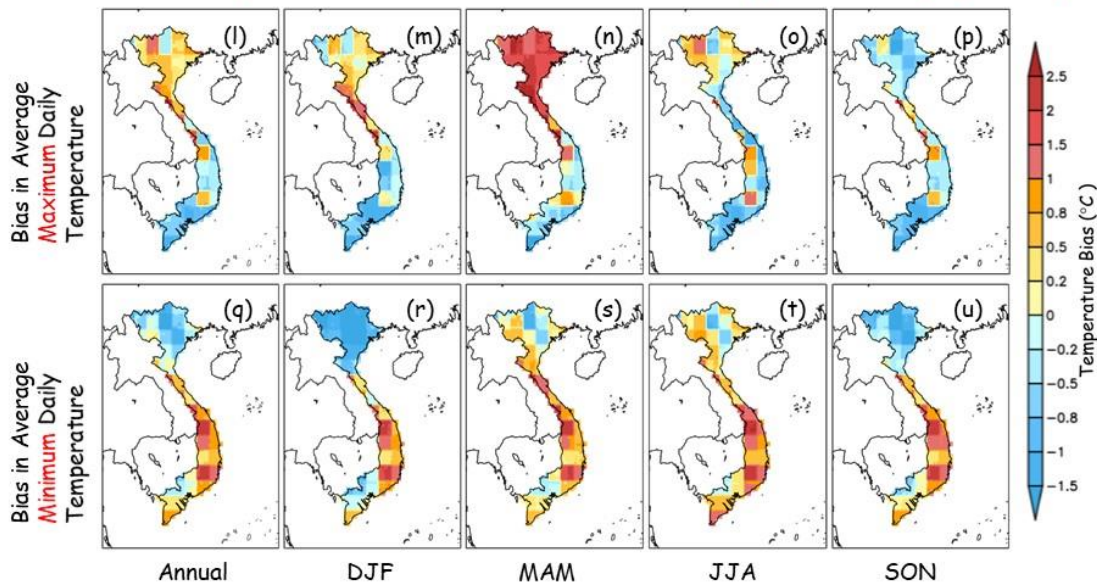 (l)
(m)
(n)
(o)
(p)
Bias in Average
Maximum Daily
Temperature
(q)
(r)
(s)
(t)
(u)
Bias in Average
Minimum Daily
Temperature
Annual
DJF
MAM
JJA
SON
2.5
2
1.5
1
0.8
0.5
0.2
0
−0.2
−0.5
−0.8
−1
−1.5
Temperature Bias (°C)